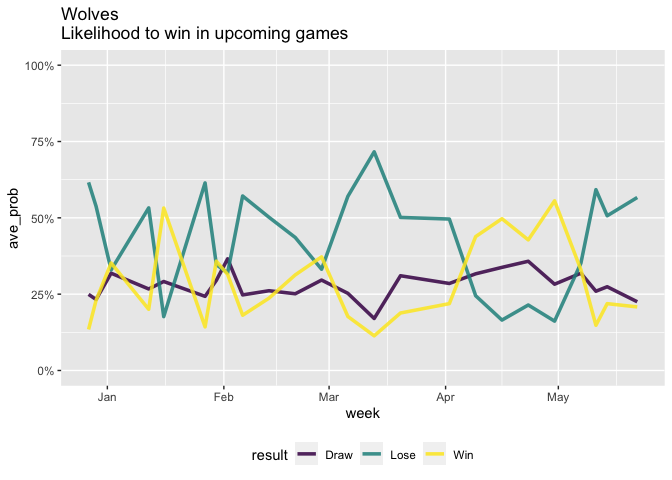 Wolves
Likelihood to win in upcoming games
100%
75%
50%
25%
0%
ave_prob
Jan Feb Mar Apr May
week
result Draw Lose Win